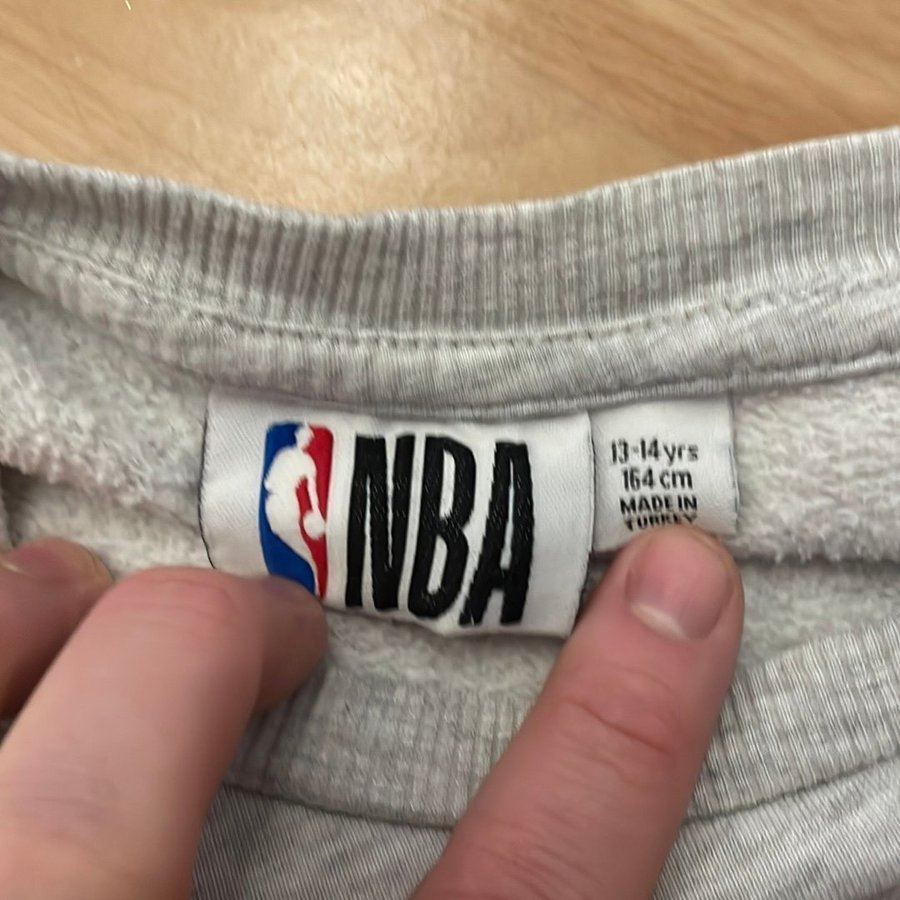 NBA
13-14 yrs
164 cm
MADE IN
TURKEY